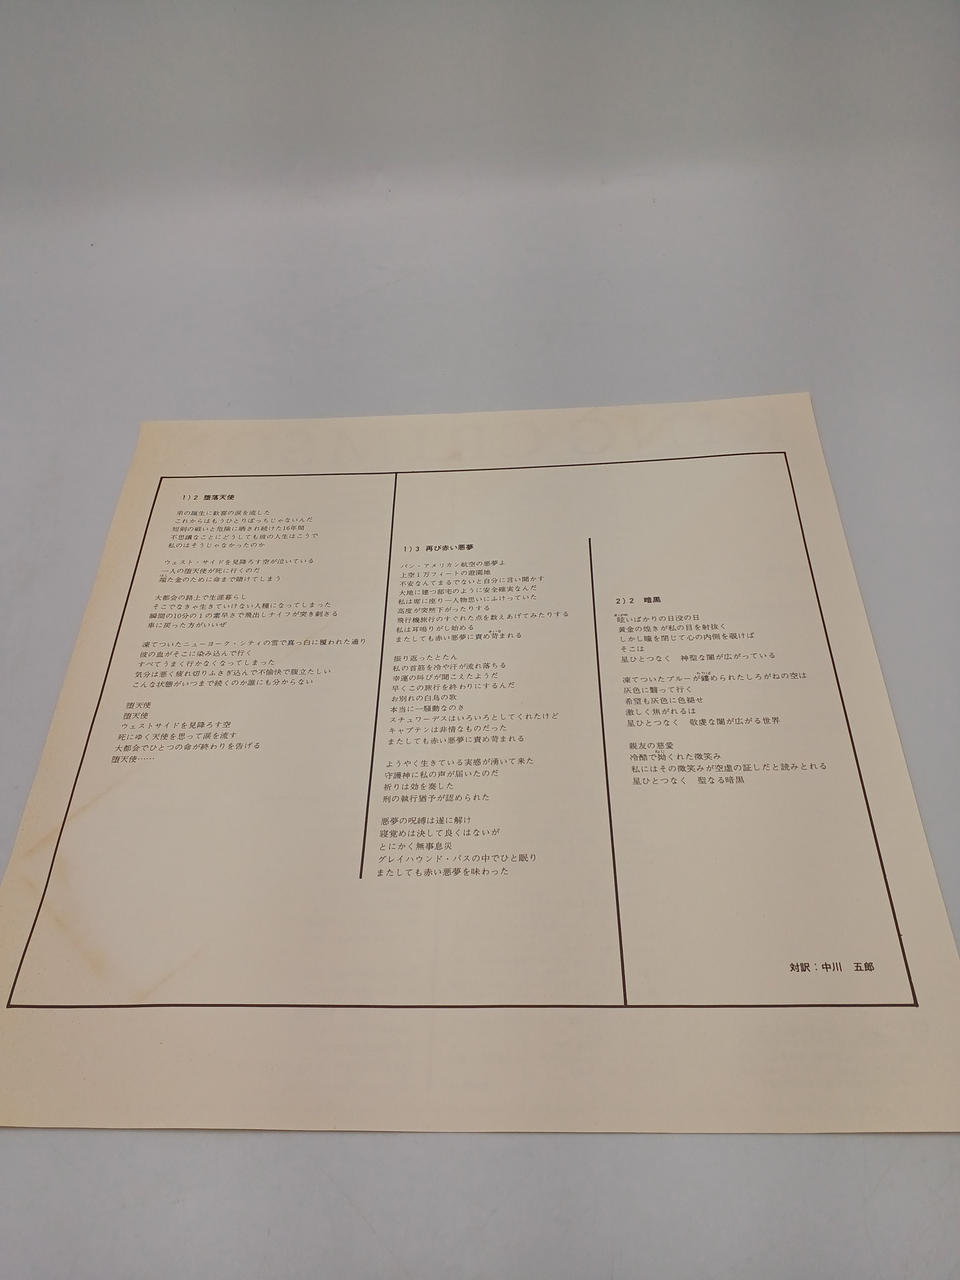 1)2 堕落天使
弟の誕生に歓喜の涙を流した
これからはもうひとりぼっちじゃないんだ
短剣の戦いと危険に晒され続けた16年間
不思議なことにどうしても彼の人生はこうで
私のはそうじゃなかったのか
ウェスト・サイドを見降ろす空が泣いている
一人の堕天使が死に行くのだ
端た金のために命まで賭けてしまう
大都会の路上で生涯暮らし
そこでなきゃ生きていけない人種になってしまった
瞬間の10分の1の素早さで飛出しナイフが突き刺さる
車に戻った方がいいぜ
凍てついたニューヨーク・シティの雪で真っ白に覆われた通り
彼の血がそこに染み込んで行く
すべてうまく行かなくなってしまった
気分は悪く疲れ切りふさぎ込んで不愉快で腹立たしい
こんな状態がいつまで続くのか誰にも分からない
堕天使
堕天使
ウェストサイドを見降ろす空
死にゆく天使を思って涙を流す
大都会でひとつの命が終わりを告げる
堕天使……
1)3 再び赤い悪夢
パン・アメリカン航空の悪夢よ
上空1万フィートの遊園地
不安なんてまるでないと自分に言い聞かす
大地に建つ邸宅のように安全確実なんだ
私は席に座り一人物思いにふけっていた
高度が突然下がったりする
飛行機旅行のすぐれた点を数えあげてみたりする
私は耳鳴りがし始める
またしても赤い悪夢に責め苛まれる
振り返ったとたん
私の首筋を冷や汗が流れ落ちる
幸運の叫びが聞こえたようだ
早くこの旅行を終わりにするんだ
お別れの白鳥の歌
本当に一騒動なのさ
スチュワーデスはいろいろとしてくれたけど
キャプテンは非情なものだった
またしても赤い悪夢に責め苛まれる
ようやく生きている実感が湧いて来た
守護神に私の声が届いたのだ
祈りは効を奏した
刑の執行猶予が認められた
悪夢の呪縛は遂に解け
寝覚めは決して良くはないが
とにかく無事息災
グレイハウンド・バスの中でひと眠り
またしても赤い悪夢を味わった
2)2 暗黒
眩いばかりの日没の日
黄金の煌きが私の目を射抜く
しかし瞳を閉じて心の内側を覗けば
そこは
星ひとつなく 神聖な闇が広がっている
凍てついたブルーが鏤められたしろがねの空は
灰色に翳って行く
希望も灰色に色褪せ
激しく焦がれるは
星ひとつなく 敬虔な闇が広がる世界
親友の慈愛
冷酷で拗くれた微笑み
私にはその微笑みが空虚の証しだと読みとれる
星ひとつなく 聖なる暗黒
対訳：中川 五郎